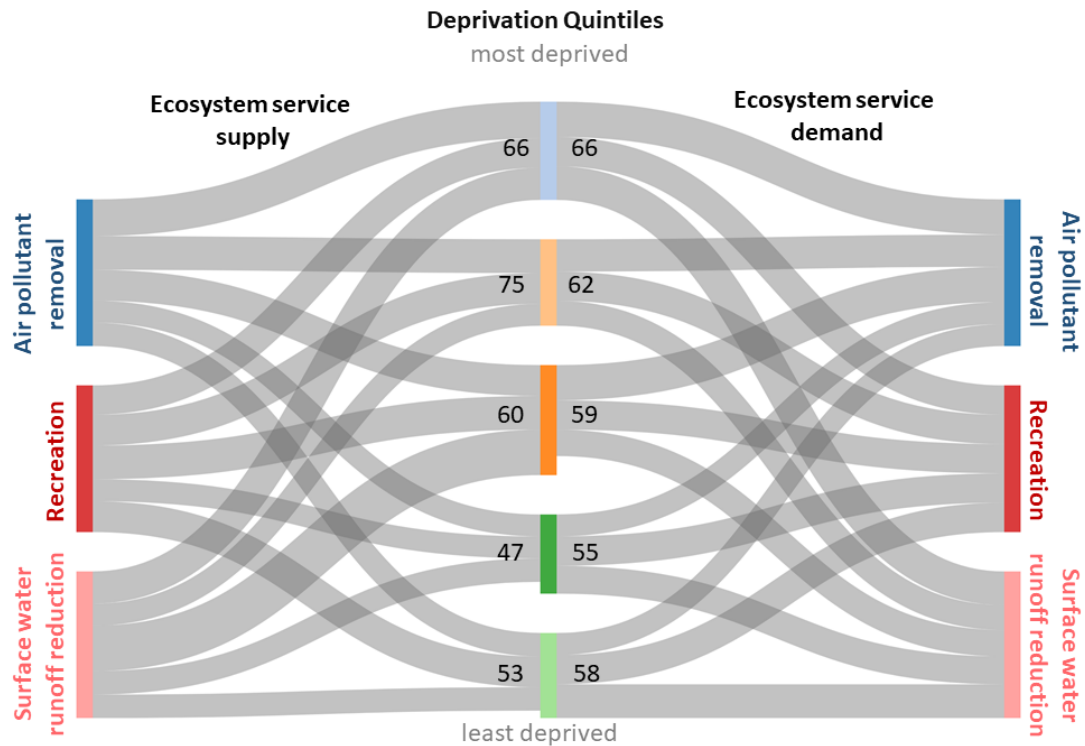 Deprivation Quintiles
most deprived
Ecosystem service
supply
Ecosystem service
demand
66 66
75 62
60 59
47 55
53 58
Air pollutant
removal
Recreation
Surface water
runoff reduction
Air pollutant
removal
Recreation
Surface water
runoff reduction
least deprived